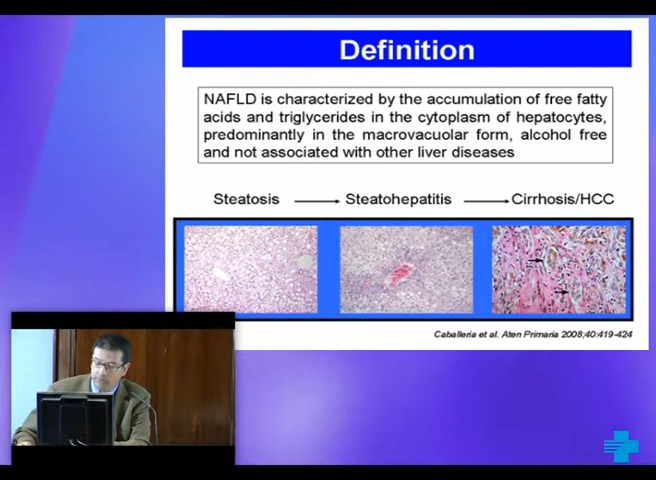 Definition
NAFLD is characterized by the accumulation of free fatty
acids and triglycerides in the cytoplasm of hepatocytes,
predominantly in the macrovacuolar form, alcohol free
and not associated with other liver diseases
Steatosis Steatohepatitis Cirrhosis/HCC
Caballeria et al. Aten Primaria 2008;40:419-424